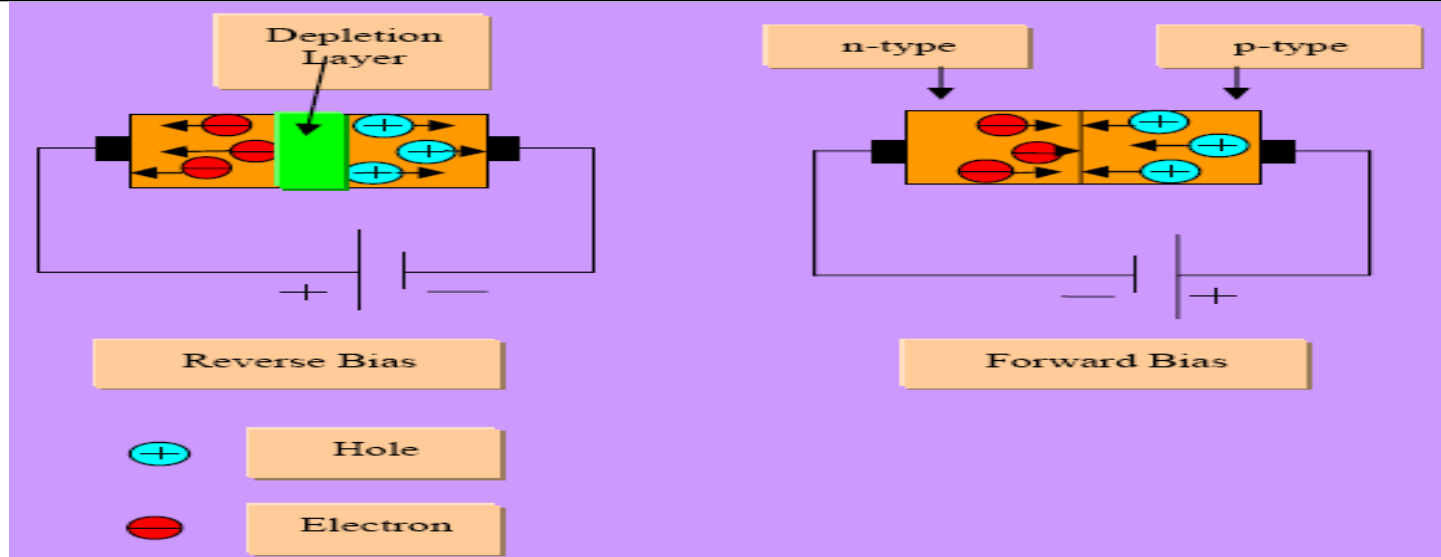 Depletion
Layer
n-type
p-type
+
—
—
+
Reverse Bias
Forward Bias
Hole
Electron